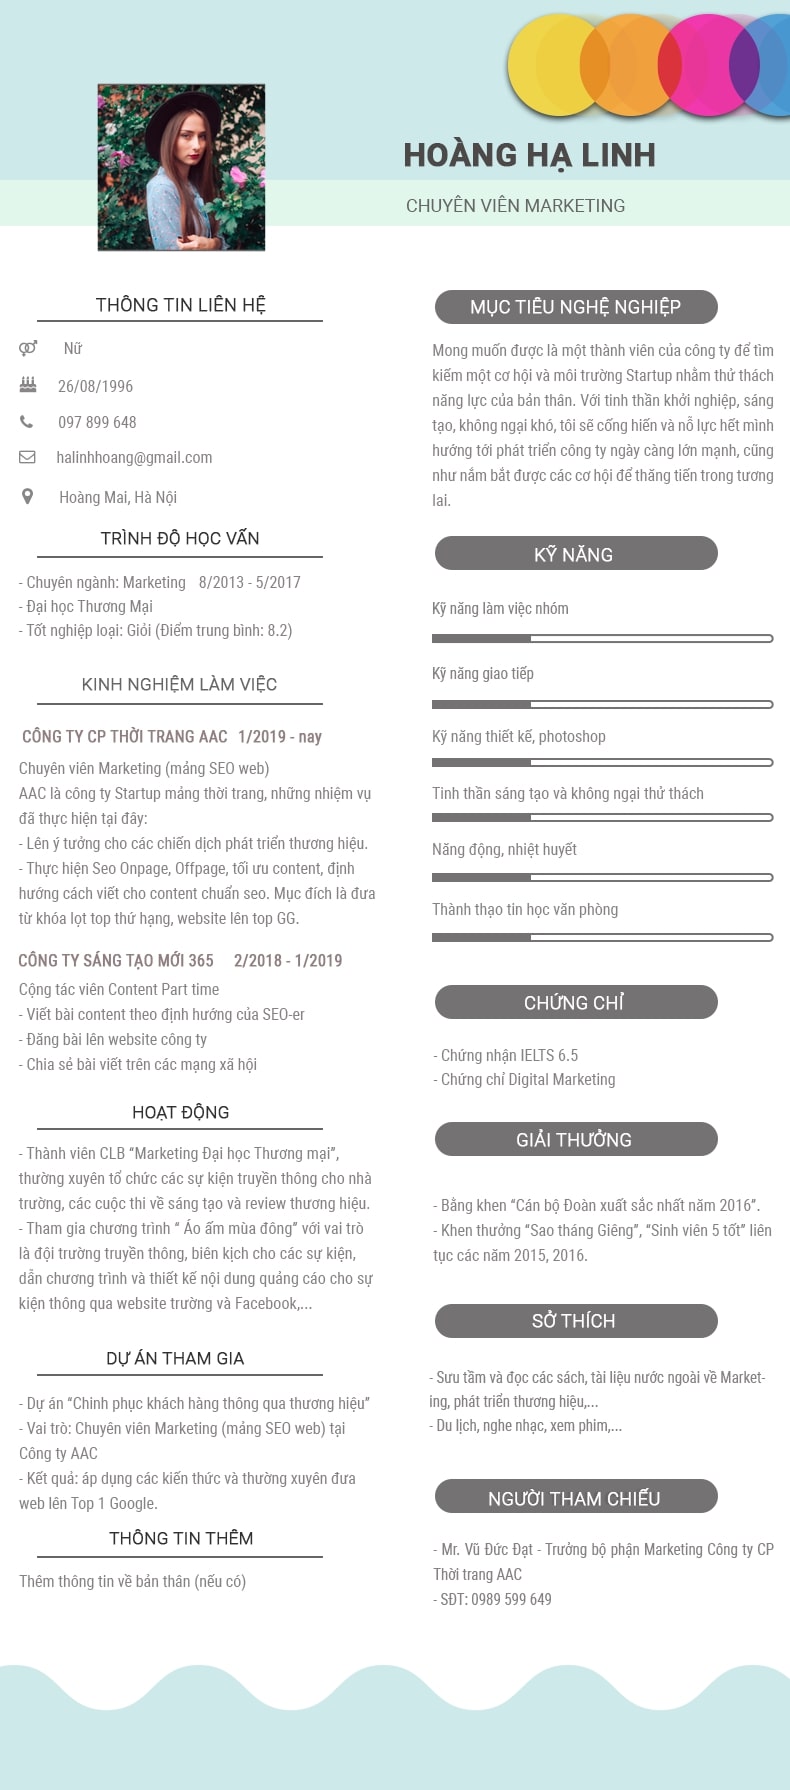 HOÀNG HẠ LINH
CHUYÊN VIÊN MARKETING
THÔNG TIN LIÊN HỆ
Nữ
26/08/1996
097 899 648
halinhhoang@gmail.com
Hoàng Mai, Hà Nội
TRÌNH ĐỘ HỌC VẤN
- Chuyên ngành: Marketing 8/2013 - 5/2017
- Đại học Thương Mại
- Tốt nghiệp loại: Giỏi (Điểm trung bình: 8.2)
KINH NGHIỆM LÀM VIỆC
CÔNG TY CP THỜI TRANG AAC 1/2019 - nay
Chuyên viên Marketing (mảng SEO web)
AAC là công ty Startup mảng thời trang, những nhiệm vụ
đã thực hiện tại đây:
- Lên ý tưởng cho các chiến dịch phát triển thương hiệu.
- Thực hiện Seo Onpage, Offpage, tối ưu content, định
hướng cách viết cho content chuẩn seo. Mục đích là đưa
từ khóa lọt top thứ hạng, website lên top GG.
CÔNG TY SÁNG TẠO MỚI 365 2/2018 - 1/2019
Cộng tác viên Content Part time
- Viết bài content theo định hướng của SEO-er
- Đăng bài lên website công ty
- Chia sẻ bài viết trên các mạng xã hội
HOẠT ĐỘNG
- Thành viên CLB “Marketing Đại học Thương mại”,
thường xuyên tổ chức các sự kiện truyền thông cho nhà
trường, các cuộc thi về sáng tạo và review thương hiệu.
- Tham gia chương trình “ Áo ấm mùa đông” với vai trò
là đội trường truyền thông, biên kịch cho các sự kiện,
dẫn chương trình và thiết kế nội dung quảng cáo cho sự
kiện thông qua website trường và Facebook,...
DỰ ÁN THAM GIA
- Dự án “Chinh phục khách hàng thông qua thương hiệu”
- Vai trò: Chuyên viên Marketing (mảng SEO web) tại
Công ty AAC
- Kết quả: áp dụng các kiến thức và thường xuyên đưa
web lên Top 1 Google.
THÔNG TIN THÊM
Thêm thông tin về bản thân (nếu có)
MỤC TIÊU NGHỀ NGHIỆP
Mong muốn được là một thành viên của công ty để tìm
kiếm một cơ hội và môi trường Startup nhằm thử thách
năng lực của bản thân. Với tinh thần khởi nghiệp, sáng
tạo, không ngại khó, tôi sẽ cống hiến và nỗ lực hết mình
hướng tới phát triển công ty ngày càng lớn mạnh, cũng
như nắm bắt được các cơ hội để thăng tiến trong tương
lai.
KỸ NĂNG
Kỹ năng làm việc nhóm
Kỹ năng giao tiếp
Kỹ năng thiết kế, photoshop
Tinh thần sáng tạo và không ngại thử thách
Năng động, nhiệt huyết
Thành thạo tin học văn phòng
CHỨNG CHỈ
- Chứng nhận IELTS 6.5
- Chứng chỉ Digital Marketing
GIẢI THƯỞNG
- Bằng khen “Cán bộ Đoàn xuất sắc nhất năm 2016”.
- Khen thưởng “Sao tháng Giêng”, “Sinh viên 5 tốt” liên
tục các năm 2015, 2016.
SỞ THÍCH
- Sưu tầm và đọc các sách, tài liệu nước ngoài về Market-
ing, phát triển thương hiệu,...
- Du lịch, nghe nhạc, xem phim,...
NGƯỜI THAM CHIẾU
- Mr. Vũ Đức Đạt - Trưởng bộ phận Marketing Công ty CP
Thời trang AAC
- SĐT: 0989 599 649